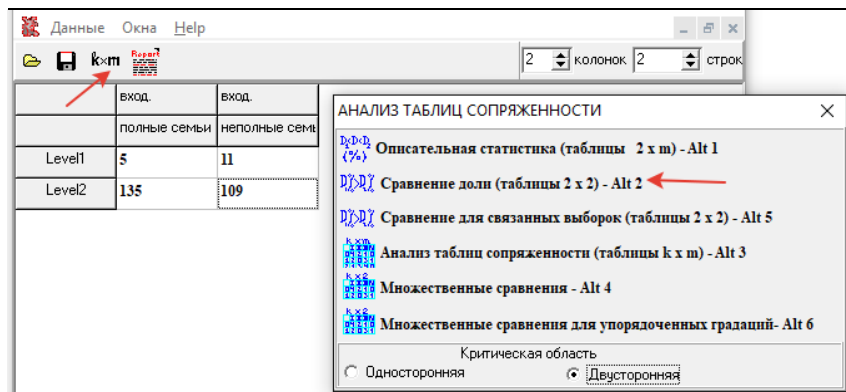 Данные Окна Help
k×m Report 2 колонок 2 строк
вход. вход.
полные семьи неполные семь
Level1 5 11
Level2 135 109
АНАЛИЗ ТАБЛИЦ СОПРЯЖЕННОСТИ
Описательная статистика (таблицы 2 x m) - Alt 1
Сравнение доли (таблицы 2 x 2) - Alt 2
Сравнение для связанных выборок (таблицы 2 x 2) - Alt 5
Анализ таблиц сопряженности (таблицы k x m) - Alt 3
Множественные сравнения - Alt 4
Множественные сравнения для упорядоченных градаций- Alt 6
Критическая область
Односторонняя Двусторонняя